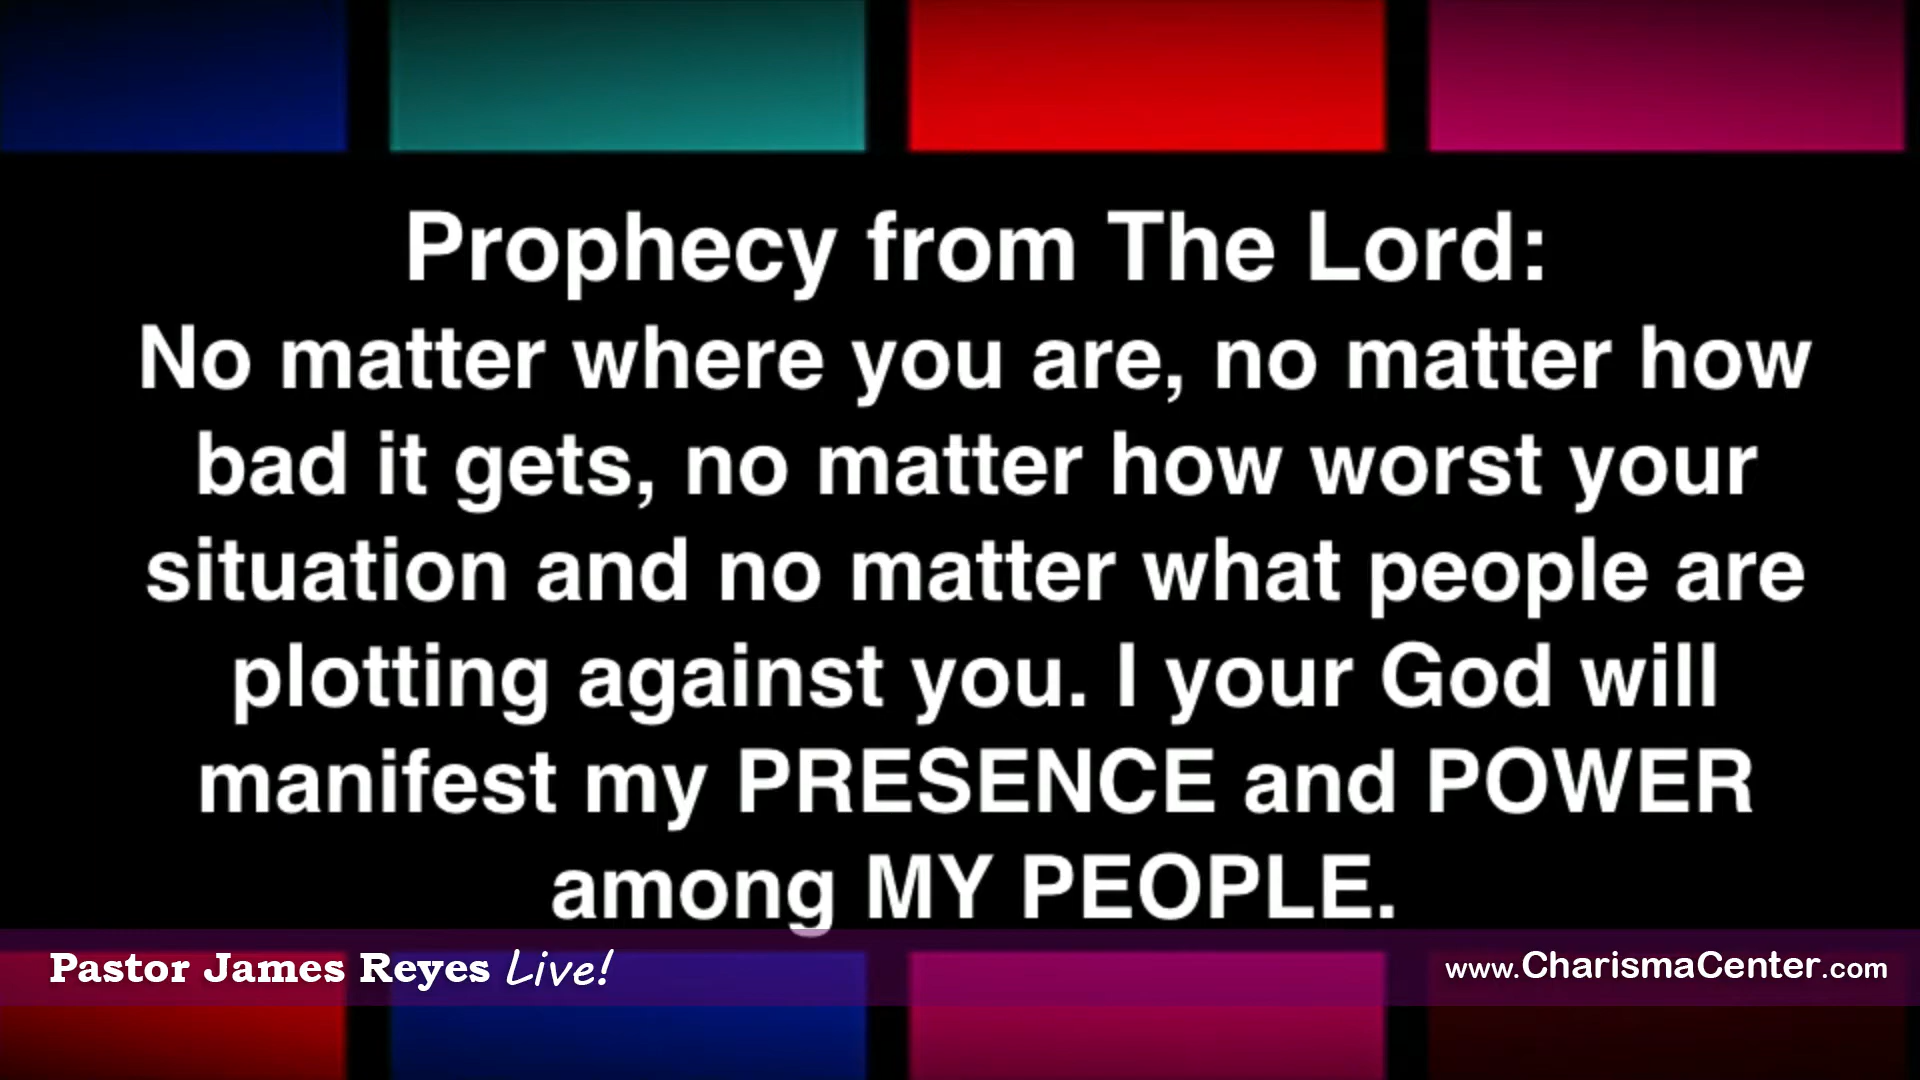 Prophecy from The Lord:
No matter where you are, no matter how
bad it gets, no matter how worst your
situation and no matter what people are
plotting against you. I your God will
manifest my PRESENCE and POWER
among MY PEOPLE.
Pastor James Reyes Live!
www.CharismaCenter.com